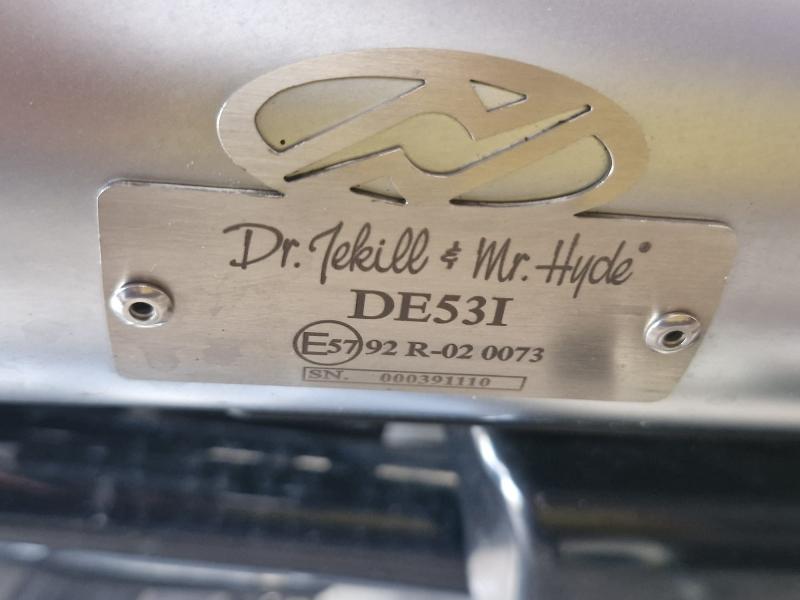 Dr. Jekill & Mr. Hyde®
DE53I
E57 92 R-02 0073
SN. 000391110